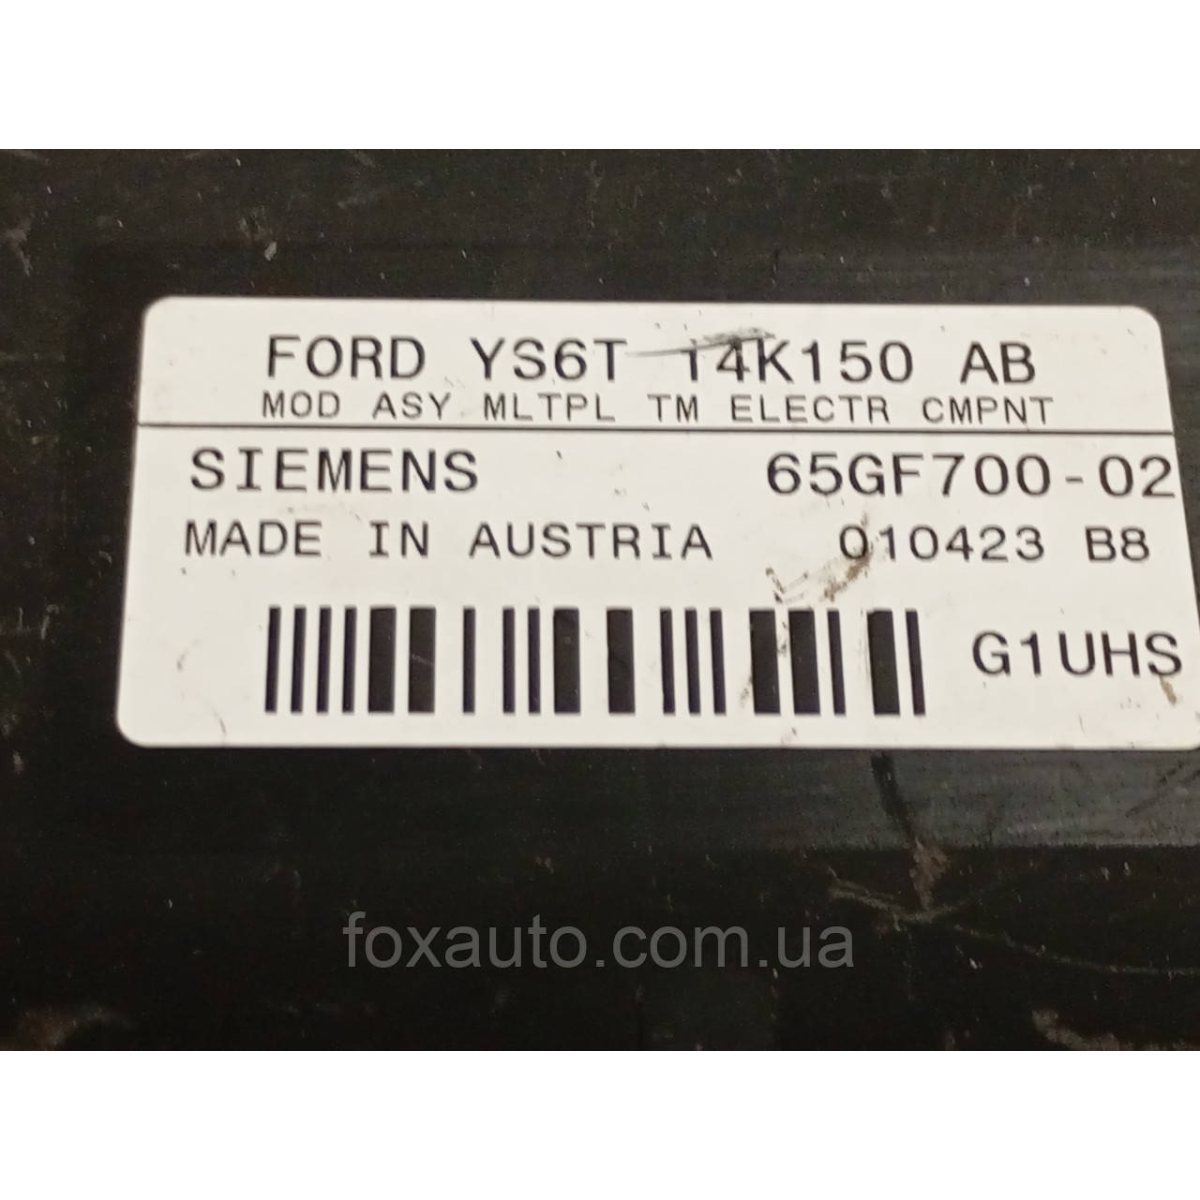 FORD YS6T 14K150 AB
MOD ASY MLTPL TM ELECTR CMPNT
SIEMENS 65GF700-02
MADE IN AUSTRIA 010423 B8
G1UHS
foxauto.com.ua